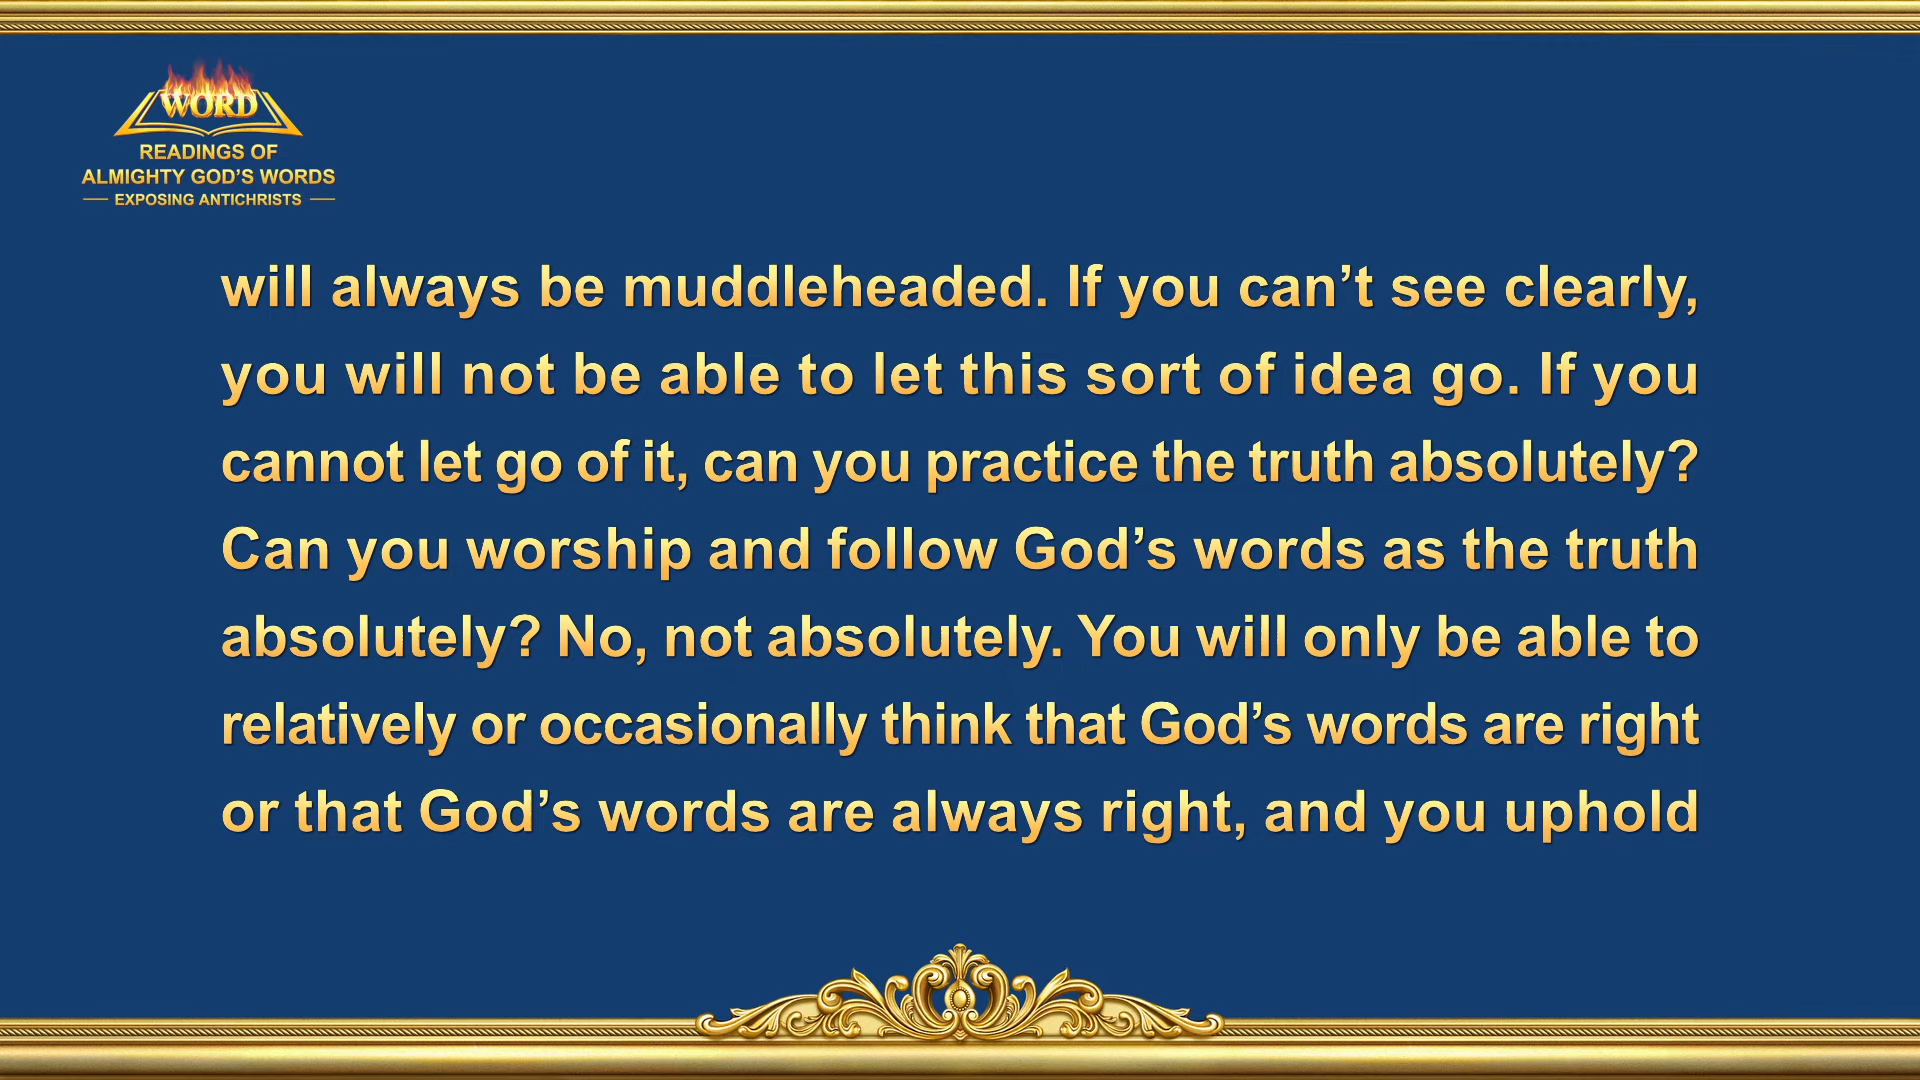 WORD
READINGS OF
ALMIGHTY GOD'S WORDS
— EXPOSING ANTICHRISTS —
will always be muddleheaded. If you can’t see clearly,
you will not be able to let this sort of idea go. If you
cannot let go of it, can you practice the truth absolutely?
Can you worship and follow God’s words as the truth
absolutely? No, not absolutely. You will only be able to
relatively or occasionally think that God’s words are right
or that God’s words are always right, and you uphold